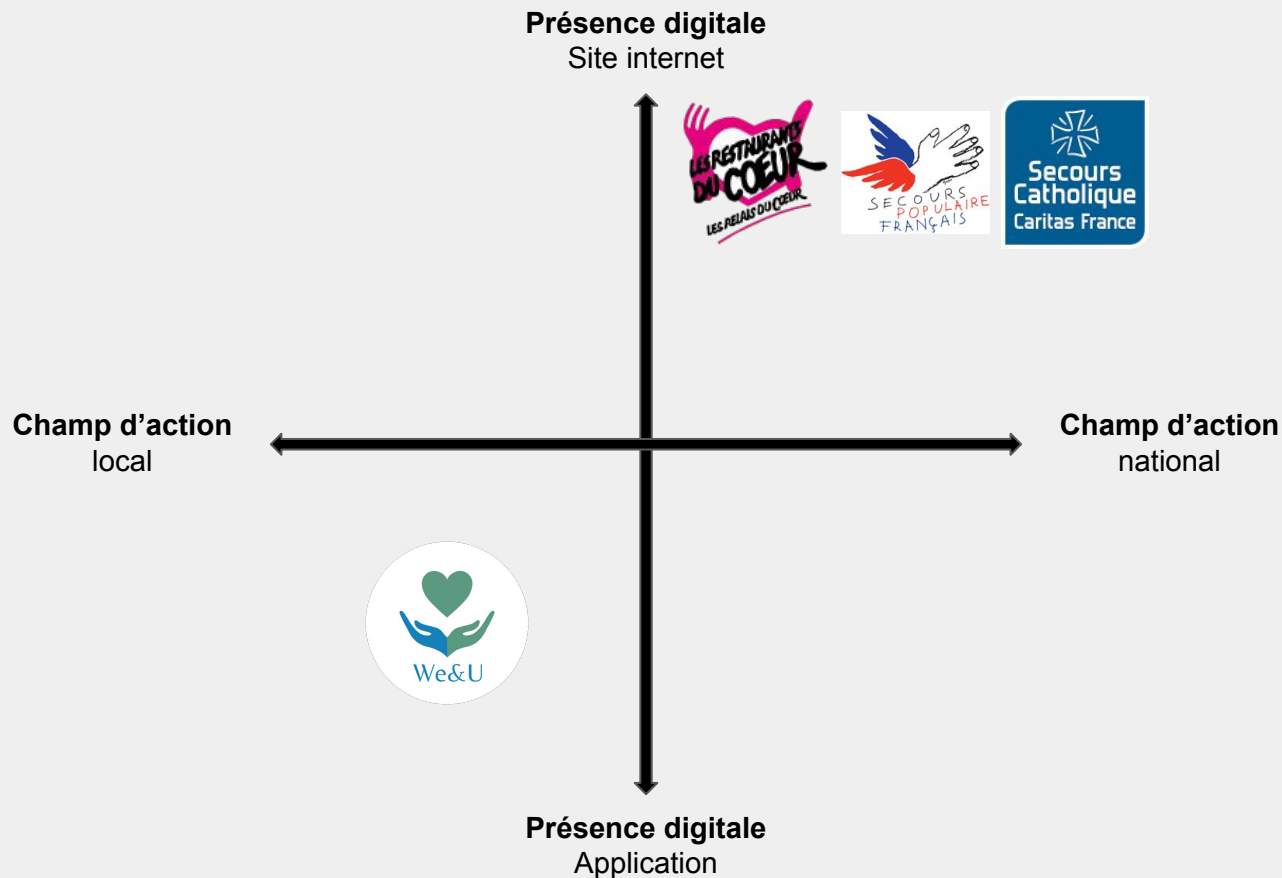 Présence digitale
Site internet
LES RESTAURANTS
DU COEUR
LES RELAIS DU CŒUR
SECOURS
POPULAIRE
FRANÇAIS
Secours
Catholique
Caritas France
Champ d’action
local
Champ d’action
national
We&U
Présence digitale
Application